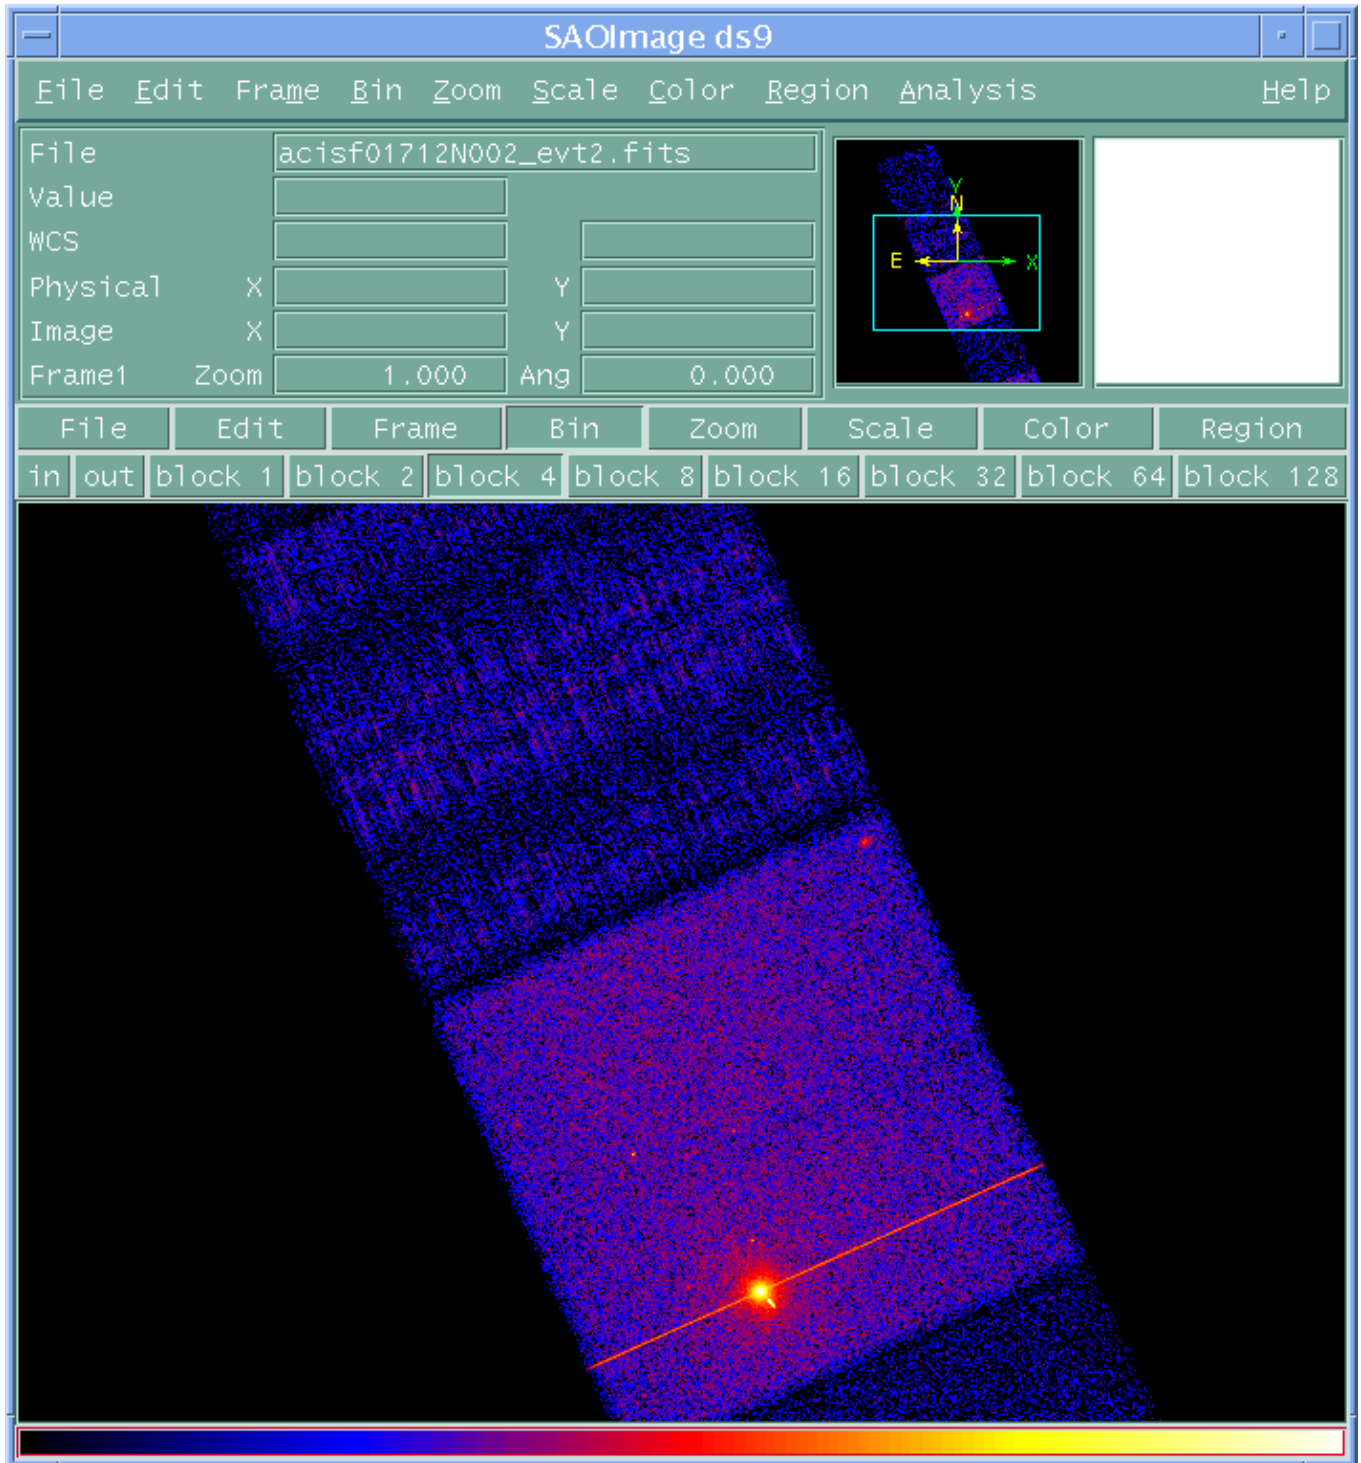 SAOImage ds9
File Edit Frame Bin Zoom Scale Color Region Analysis Help
File acisf01712N002_evt2.fits
Value
WCS
Physical X Y
Image X Y
Frame1 Zoom 1.000 Ang 0.000
Y
N
E X
File Edit Frame Bin Zoom Scale Color Region
in out block 1 block 2 block 4 block 8 block 16 block 32 block 64 block 128